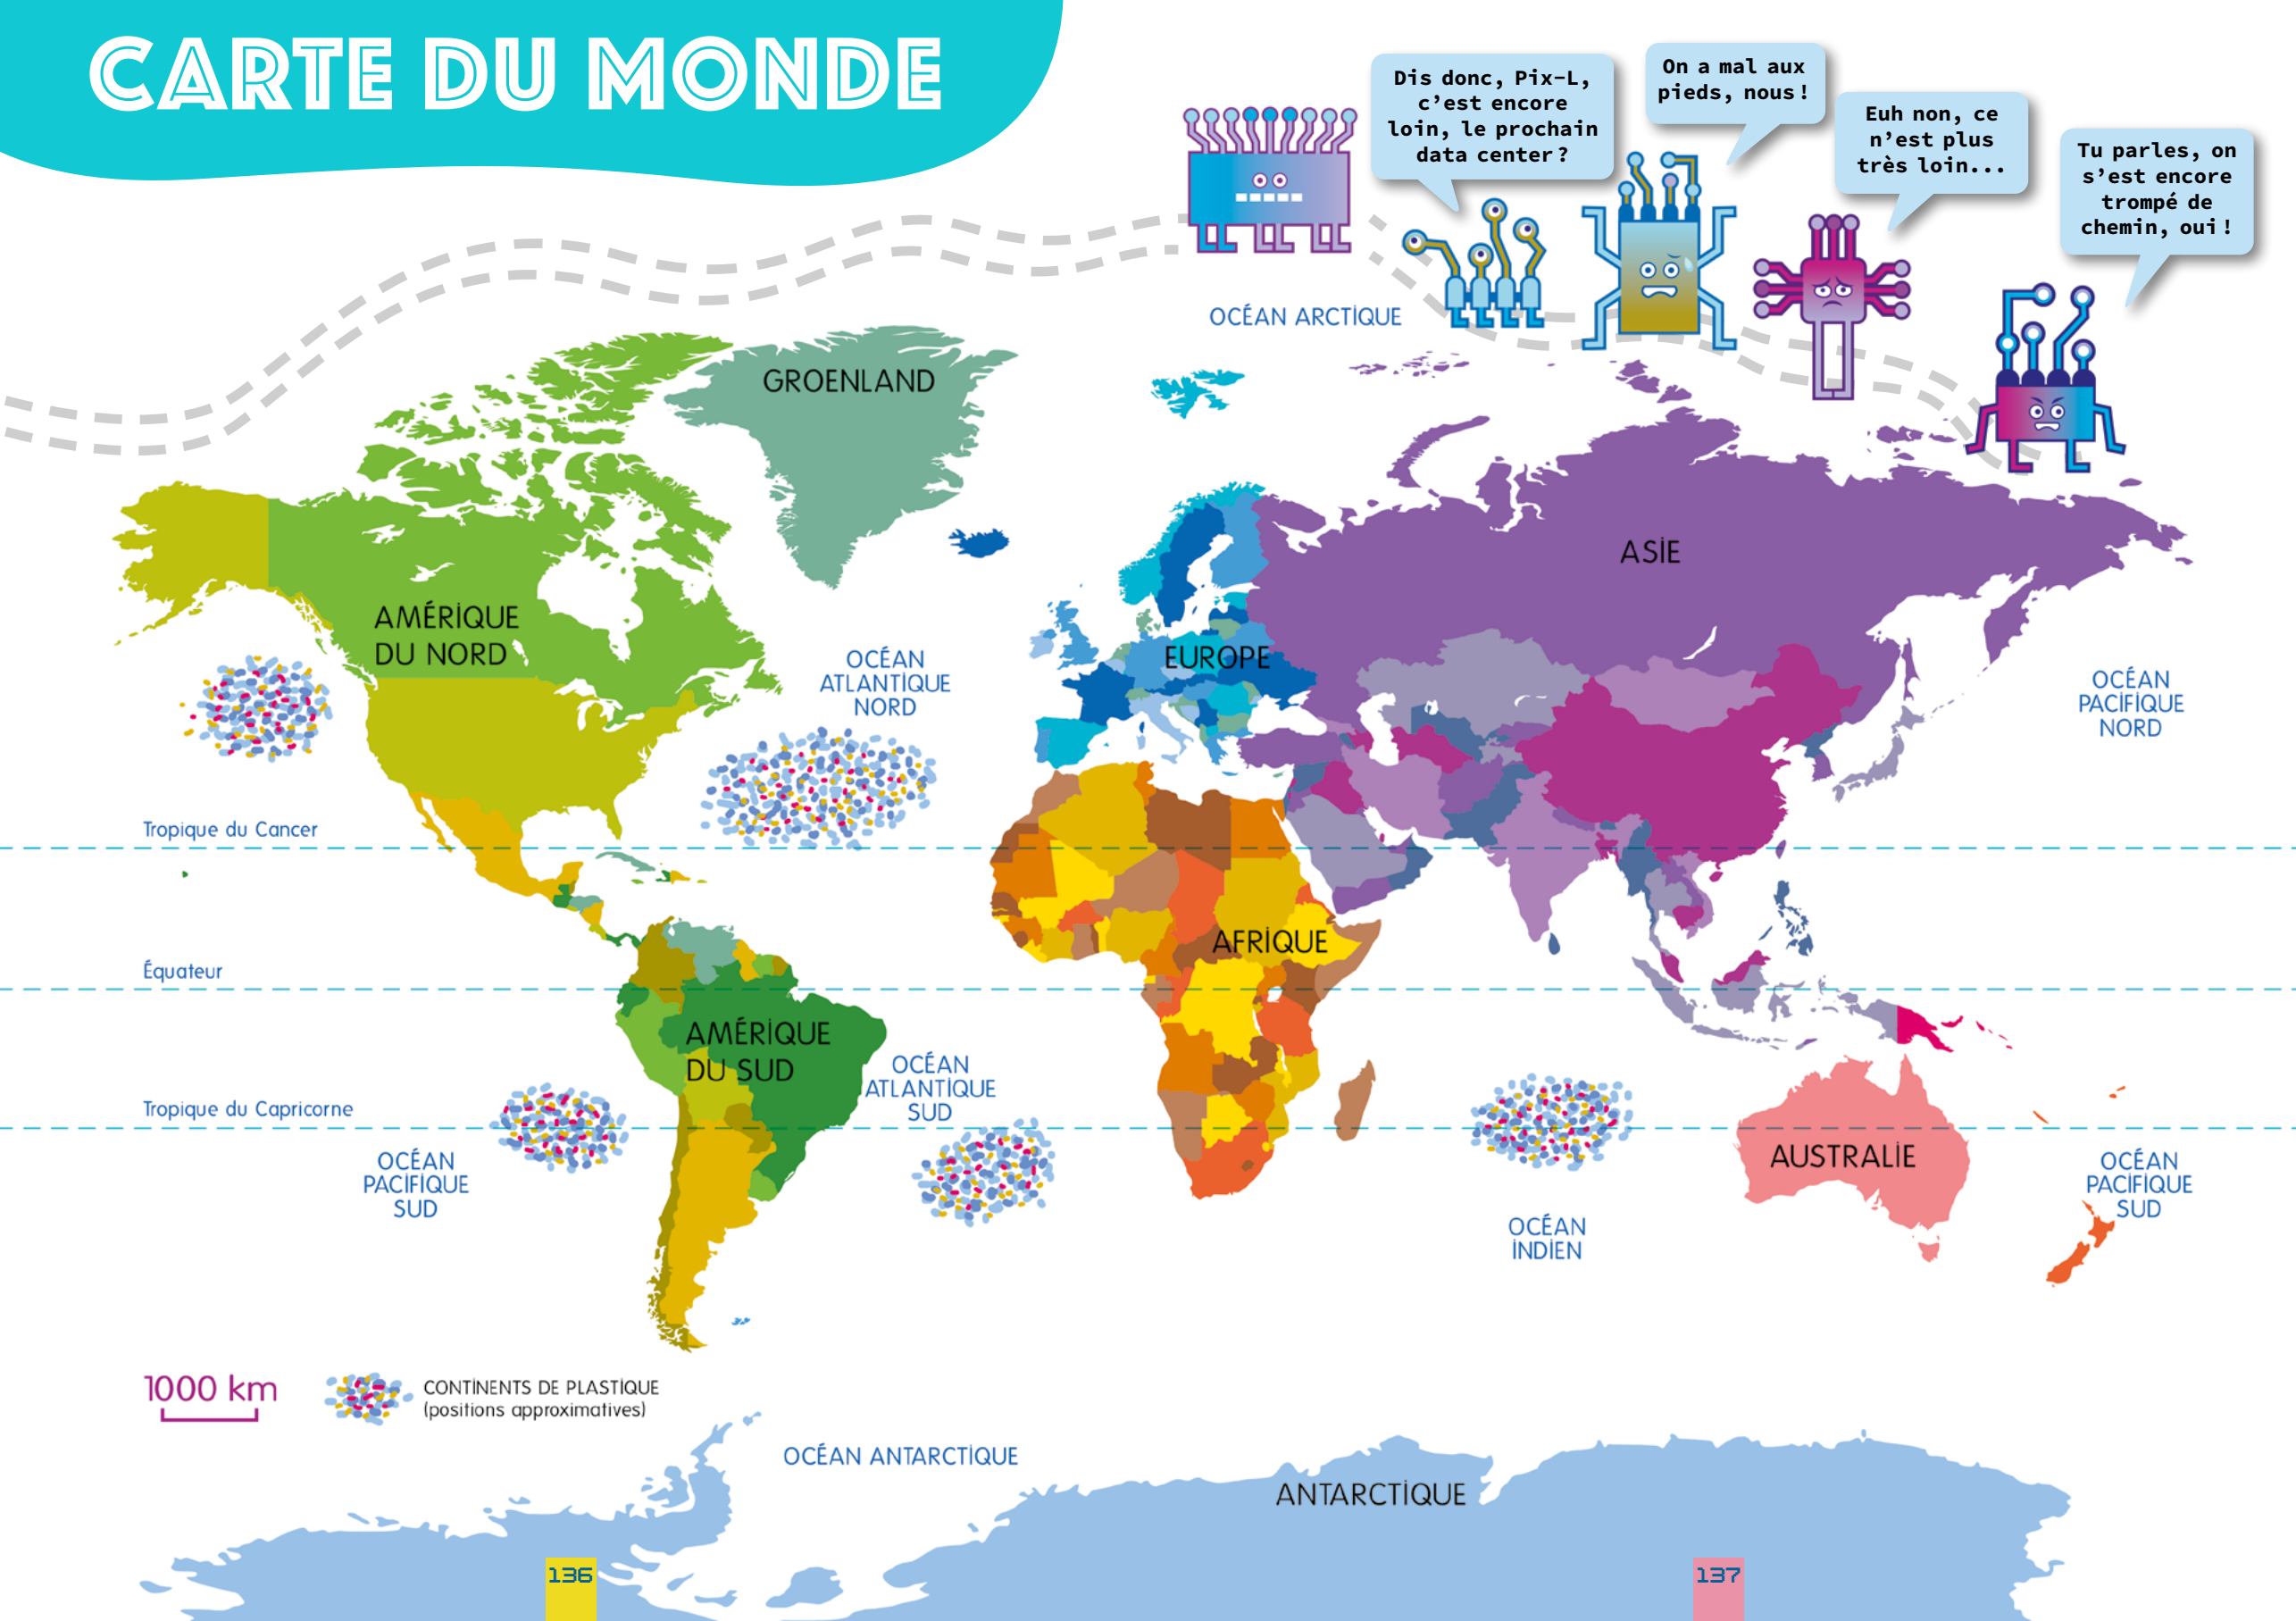 CARTE DU MONDE
Dis donc, Pix-L,
c'est encore
loin, le prochain
data center ?
On a mal aux
pieds, nous !
Euh non, ce
n'est plus
très loin...
Tu parles, on
s'est encore
trompé de
chemin, oui !
OCÉAN ARCTIQUE
GROENLAND
ASIE
AMÉRIQUE
DU NORD
EUROPE
OCÉAN
ATLANTIQUE
NORD
OCÉAN
PACIFIQUE
NORD
Tropique du Cancer
AFRIQUE
Équateur
AMÉRIQUE
DU SUD
OCÉAN
ATLANTIQUE
SUD
Tropique du Capricorne
OCÉAN
PACIFIQUE
SUD
AUSTRALIE
OCÉAN
PACIFIQUE
SUD
OCÉAN
INDIEN
1000 km
CONTINENTS DE PLASTIQUE
(positions approximatives)
OCÉAN ANTARCTIQUE
ANTARCTIQUE
136
137